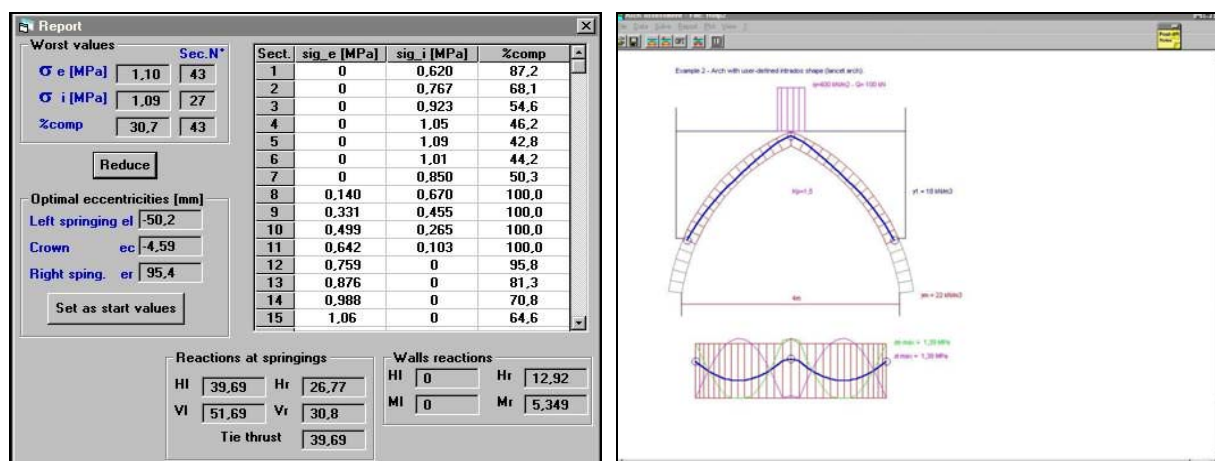 Report
Worst values
Sec.N°
σ e [MPa] 1,10 43
σ i [MPa] 1,09 27
%comp 30,7 43
Reduce
Optimal eccentricities [mm]
Left springing el -50,2
Crown ec -4,59
Right sping. er 95,4
Set as start values
Sect. sig_e [MPa] sig_i [MPa] %comp
1 0 0,620 87,2
2 0 0,767 68,1
3 0 0,923 54,6
4 0 1,05 46,2
5 0 1,09 42,8
6 0 1,01 44,2
7 0 0,850 50,3
8 0,140 0,670 100,0
9 0,331 0,455 100,0
10 0,499 0,265 100,0
11 0,642 0,103 100,0
12 0,759 0 95,8
13 0,876 0 81,3
14 0,988 0 70,8
15 1,06 0 64,6
Reactions at springings
Hl 39,69 Hr 26,77
Vl 51,69 Vr 30,8
Tie thrust 39,69
Walls reactions
Hl 0 Hr 12,92
Ml 0 Mr 5,349
Example 2 - Arch with user-defined intrados shape (lancet arch)